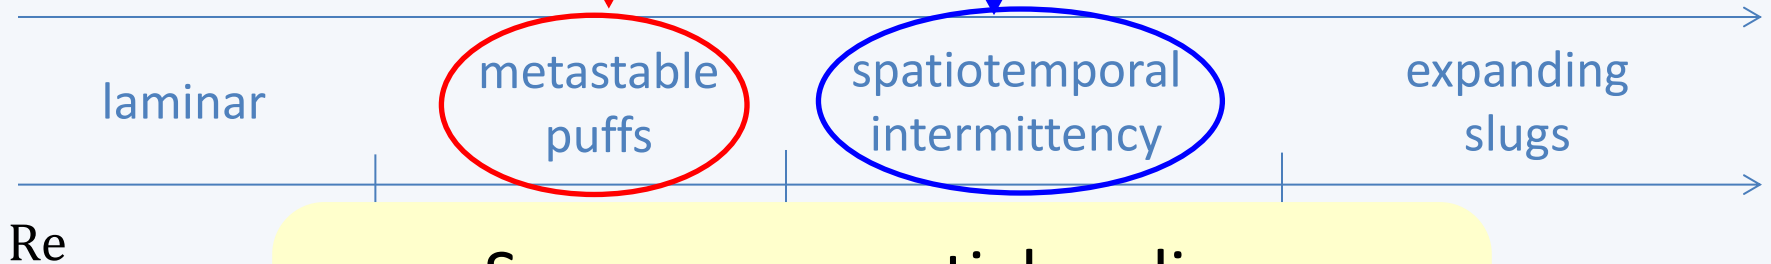 laminar
metastable
puffs
spatiotemporal
intermittency
expanding
slugs
Re